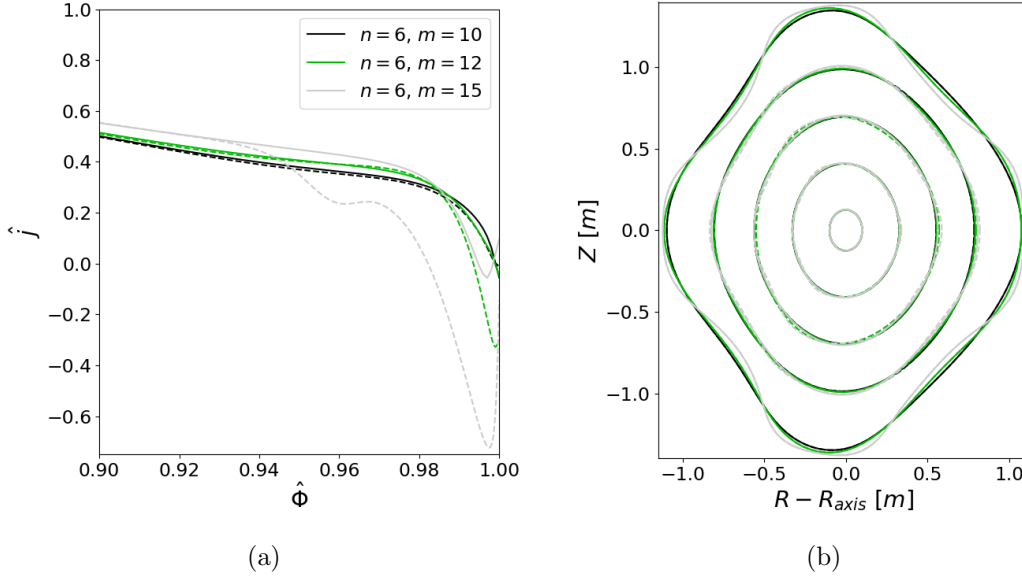 1.0
0.8
0.6
0.4
0.2
0.0
−0.2
−0.4
−0.6
ĵ
0.90
0.92
0.94
0.96
0.98
1.00
Φ̂
n = 6, m = 10
n = 6, m = 12
n = 6, m = 15
(a)
1.0
0.5
0.0
−0.5
−1.0
Z [m]
−1.0
−0.5
0.0
0.5
1.0
R − R_axis [m]
(b)